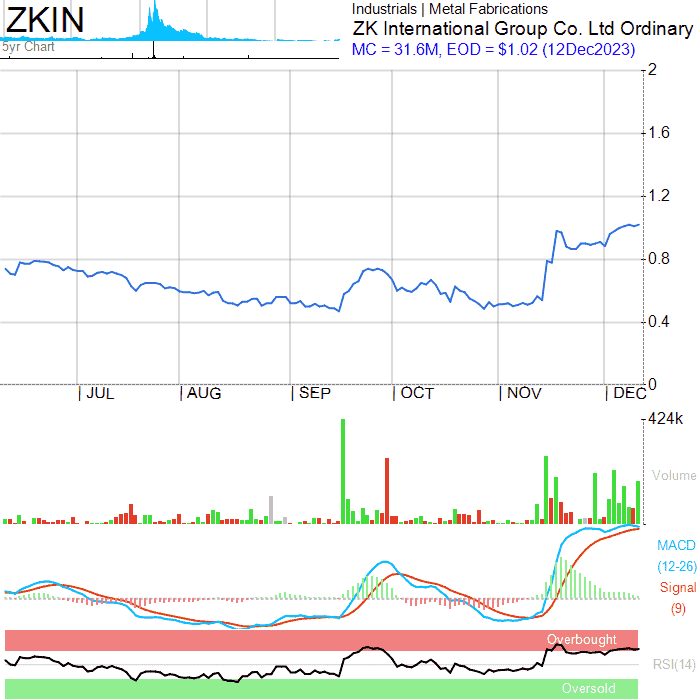 ZKIN
5yr Chart
Industrials | Metal Fabrications
ZK International Group Co. Ltd Ordinary
MC = 31.6M, EOD = $1.02 (12Dec2023)
2
1.6
1.2
0.8
0.4
0
| JUL | AUG | SEP | OCT | NOV | DEC
424k
Volume
MACD
(12-26)
Signal
(9)
Overbought
RSI(14)
Oversold